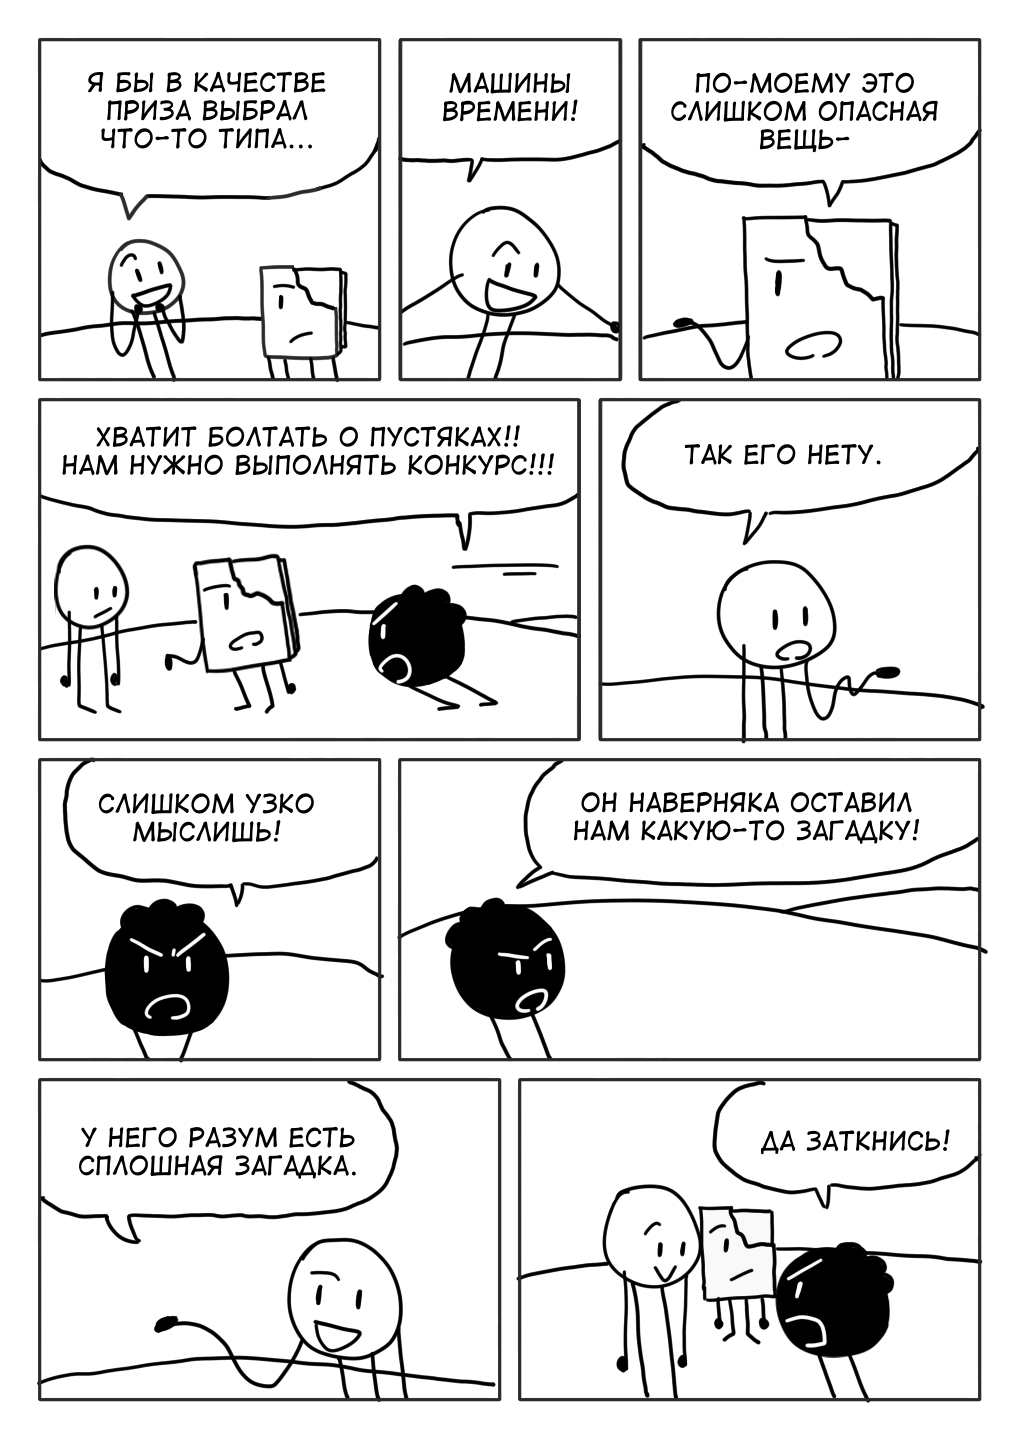 Я БЫ В КАЧЕСТВЕ
ПРИЗА ВЫБРАЛ
ЧТО-ТО ТИПА...
МАШИНЫ
ВРЕМЕНИ!
ПО-МОЕМУ ЭТО
СЛИШКОМ ОПАСНАЯ
ВЕЩЬ-
ХВАТИТ БОЛТАТЬ О ПУСТЯКАХ!!
НАМ НУЖНО ВЫПОЛНЯТЬ КОНКУРС!!!
ТАК ЕГО НЕТУ.
СЛИШКОМ УЗКО
МЫСЛИШЬ!
ОН НАВЕРНЯКА ОСТАВИЛ
НАМ КАКУЮ-ТО ЗАГАДКУ!
У НЕГО РАЗУМ ЕСТЬ
СПЛОШНАЯ ЗАГАДКА.
ДА ЗАТКНИСЬ!